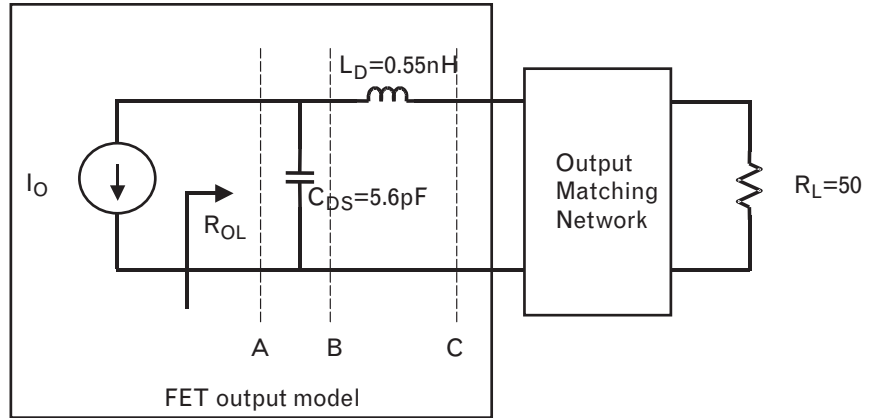 L_D=0.55nH
I_O
R_OL
C_DS=5.6pF
Output
Matching
Network
R_L=50
A
B
C
FET output model